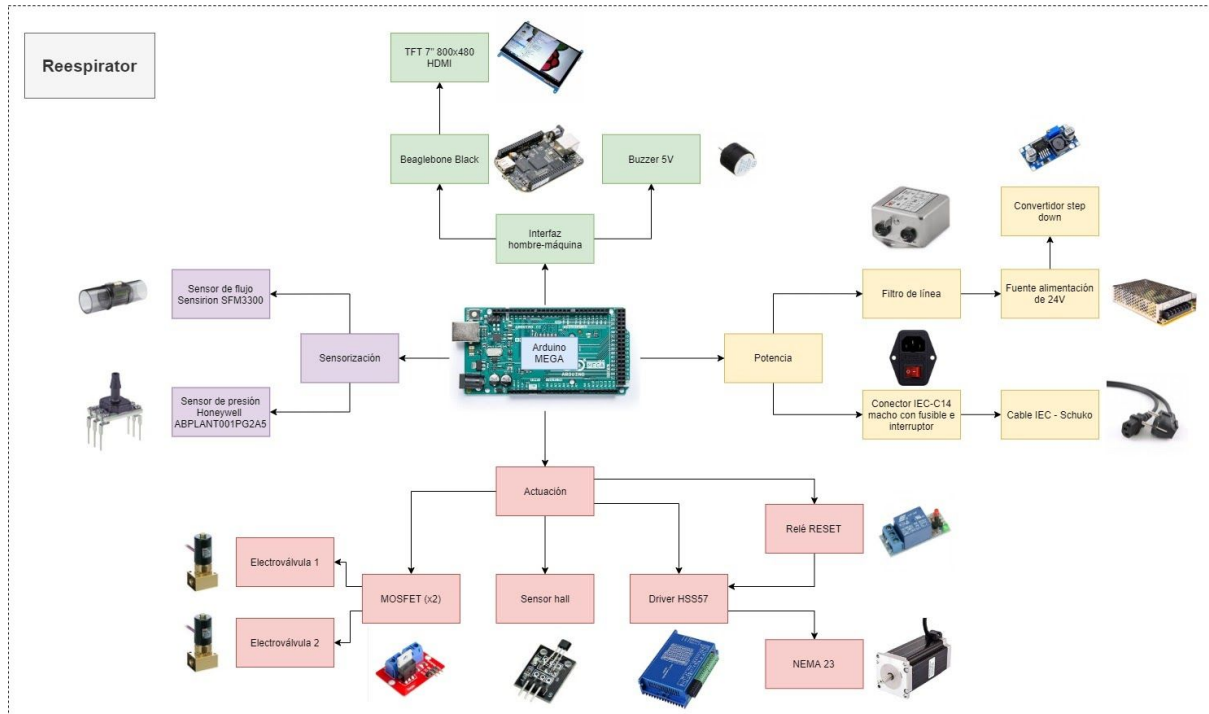 Reespirator
TFT 7" 800x480
HDMI
Beaglebone Black
Buzzer 5V
Convertidor step
down
Interfaz
hombre-máquina
Sensor de flujo
Sensirion SFM3300
Filtro de línea
Fuente alimentación
de 24V
Sensorización
Arduino
MEGA
Potencia
Sensor de presión
Honeywell
ABPLANT001PG2A5
Conector IEC-C14
macho con fusible e
interruptor
Cable IEC - Schuko
Actuación
Relé RESET
Electroválvula 1
MOSFET (x2)
Sensor hall
Driver HSS57
Electroválvula 2
NEMA 23